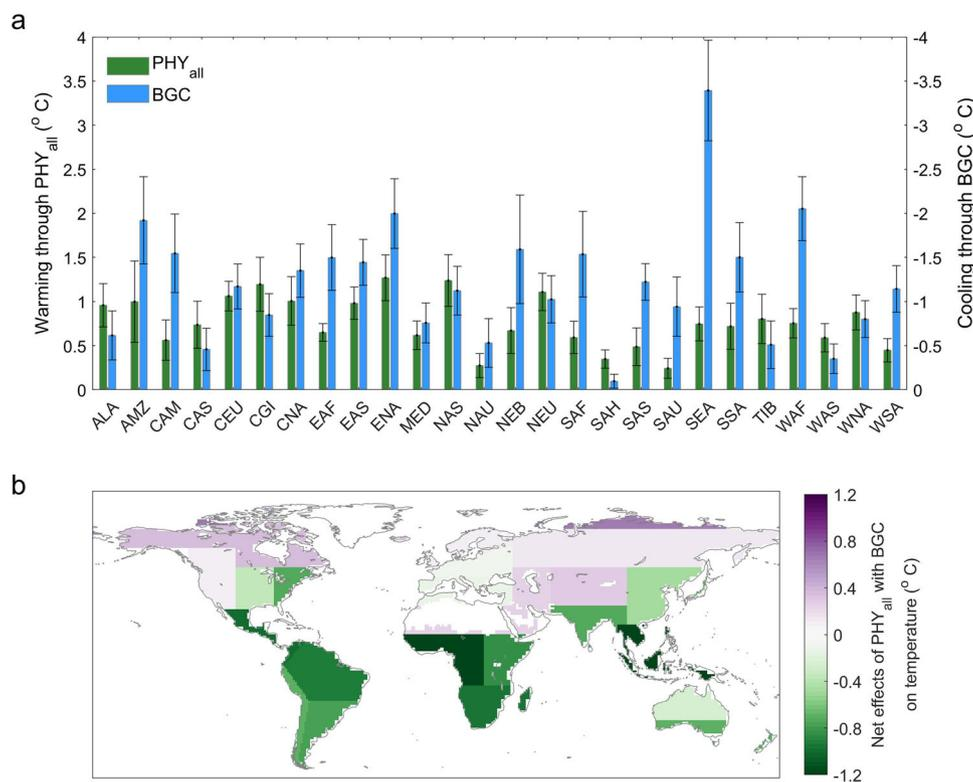 a
4
3.5
3
2.5
2
1.5
1
0.5
0
Warming through PHYall (o C)
PHYall
BGC
-4
-3.5
-3
-2.5
-2
-1.5
-1
-0.5
0
Cooling through BGC (o C)
ALA AMZ CAM CAS CEU CGI CNA EAF EAS ENA MED NAS NAU NEB NEU SAF SAH SAS SAU SEA SSA TIB WAF WAS WNA WSA
b
1.2
0.8
0.4
0
-0.4
-0.8
-1.2
Net effects of PHYall with BGC
on temperature (o C)